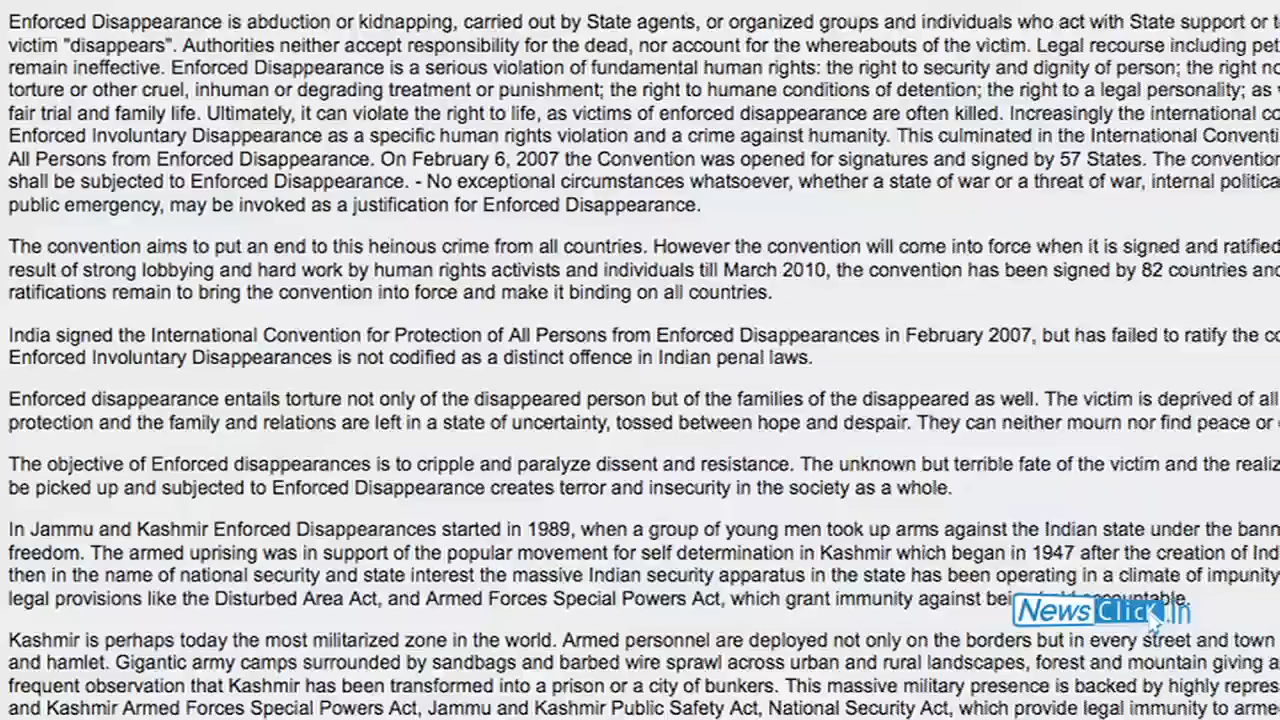 Enforced Disappearance is abduction or kidnapping, carried out by State agents, or organized groups and individuals who act with State support or
victim "disappears". Authorities neither accept responsibility for the dead, nor account for the whereabouts of the victim. Legal recourse including
remain ineffective. Enforced Disappearance is a serious violation of fundamental human rights: the right to security and dignity of person; the right
torture or other cruel, inhuman or degrading treatment or punishment; the right to humane conditions of detention; the right to a legal personality; as
fair trial and family life. Ultimately, it can violate the right to life, as victims of enforced disappearance are often killed. Increasingly the international
Enforced Involuntary Disappearance as a specific human rights violation and a crime against humanity. This culminated in the International
All Persons from Enforced Disappearance. On February 6, 2007 the Convention was opened for signatures and signed by 57 States. The convention
shall be subjected to Enforced Disappearance. - No exceptional circumstances whatsoever, whether a state of war or a threat of war, internal
public emergency, may be invoked as a justification for Enforced Disappearance.
The convention aims to put an end to this heinous crime from all countries. However the convention will come into force when it is signed and ratified
result of strong lobbying and hard work by human rights activists and individuals till March 2010, the convention has been signed by 82 countries and
ratifications remain to bring the convention into force and make it binding on all countries.
India signed the International Convention for Protection of All Persons from Enforced Disappearances in February 2007, but has failed to ratify the
Enforced Involuntary Disappearances is not codified as a distinct offence in Indian penal laws.
Enforced disappearance entails torture not only of the disappeared person but of the families of the disappeared as well. The victim is deprived of all
protection and the family and relations are left in a state of uncertainty, tossed between hope and despair. They can neither mourn nor find peace or
The objective of Enforced disappearances is to cripple and paralyze dissent and resistance. The unknown but terrible fate of the victim and the
be picked up and subjected to Enforced Disappearance creates terror and insecurity in the society as a whole.
In Jammu and Kashmir Enforced Disappearances started in 1989, when a group of young men took up arms against the Indian state under the
freedom. The armed uprising was in support of the popular movement for self determination in Kashmir which began in 1947 after the creation of
then in the name of national security and state interest the massive Indian security apparatus in the state has been operating in a climate of impunity
legal provisions like the Disturbed Area Act, and Armed Forces Special Powers Act, which grant immunity against
NewsClick.in
Kashmir is perhaps today the most militarized zone in the world. Armed personnel are deployed not only on the borders but in every street and town
and hamlet. Gigantic army camps surrounded by sandbags and barbed wire sprawl across urban and rural landscapes, forest and mountain giving a
frequent observation that Kashmir has been transformed into a prison or a city of bunkers. This massive military presence is backed by highly
and Kashmir Armed Forces Special Powers Act, Jammu and Kashmir Public Safety Act, National Security Act, which provide legal immunity to